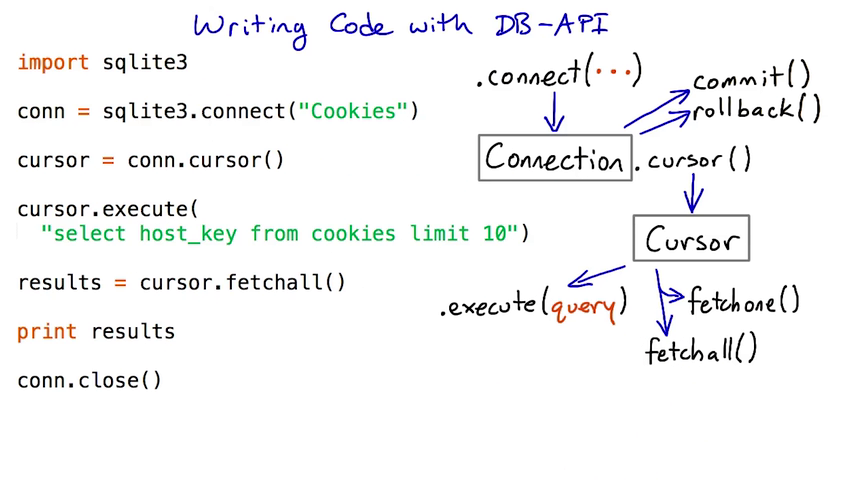 Writing Code with DB-API
import sqlite3
conn = sqlite3.connect("Cookies")
cursor = conn.cursor()
cursor.execute(
"select host_key from cookies limit 10")
results = cursor.fetchall()
print results
conn.close()
.connect(...)
commit()
rollback()
Connection.cursor()
Cursor
.execute(query)
fetchone()
fetchall()